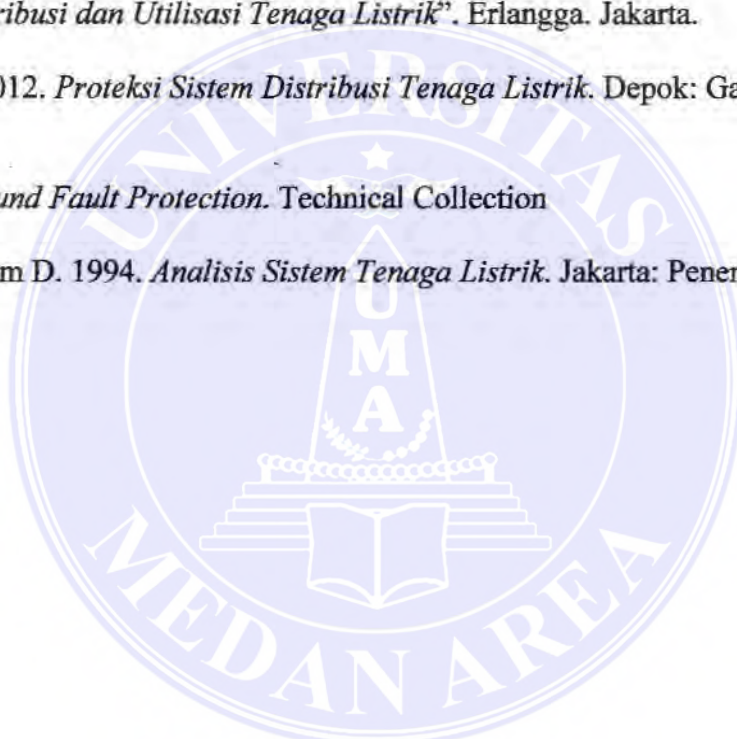 ribusi dan Utilisasi Tenaga Listrik”. Erlangga. Jakarta.
012. Proteksi Sistem Distribusi Tenaga Listrik. Depok: Ga
und Fault Protection. Technical Collection
m D. 1994. Analisis Sistem Tenaga Listrik. Jakarta: Pener
UNIVERSITAS
U
M
A
MEDAN AREA